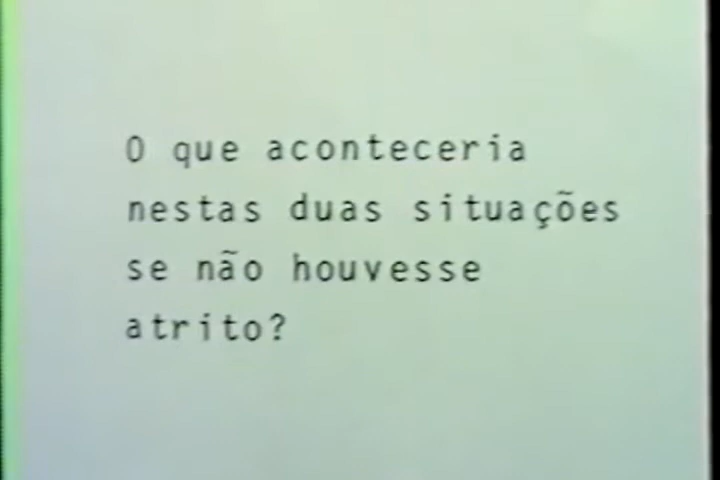 O que aconteceria
nestas duas situações
se não houvesse
atrito?